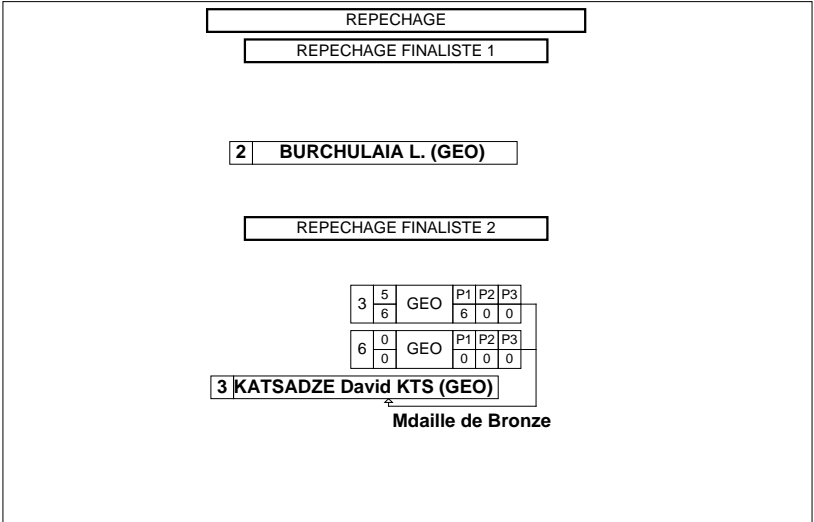 REPECHAGE
REPECHAGE FINALISTE 1
2 BURCHULAIA L. (GEO)
REPECHAGE FINALISTE 2
3 5 GEO P1 P2 P3
6 6 0 0
6 0 GEO P1 P2 P3
0 0 0 0
3 KATSADZE David KTS (GEO)
Mdaille de Bronze